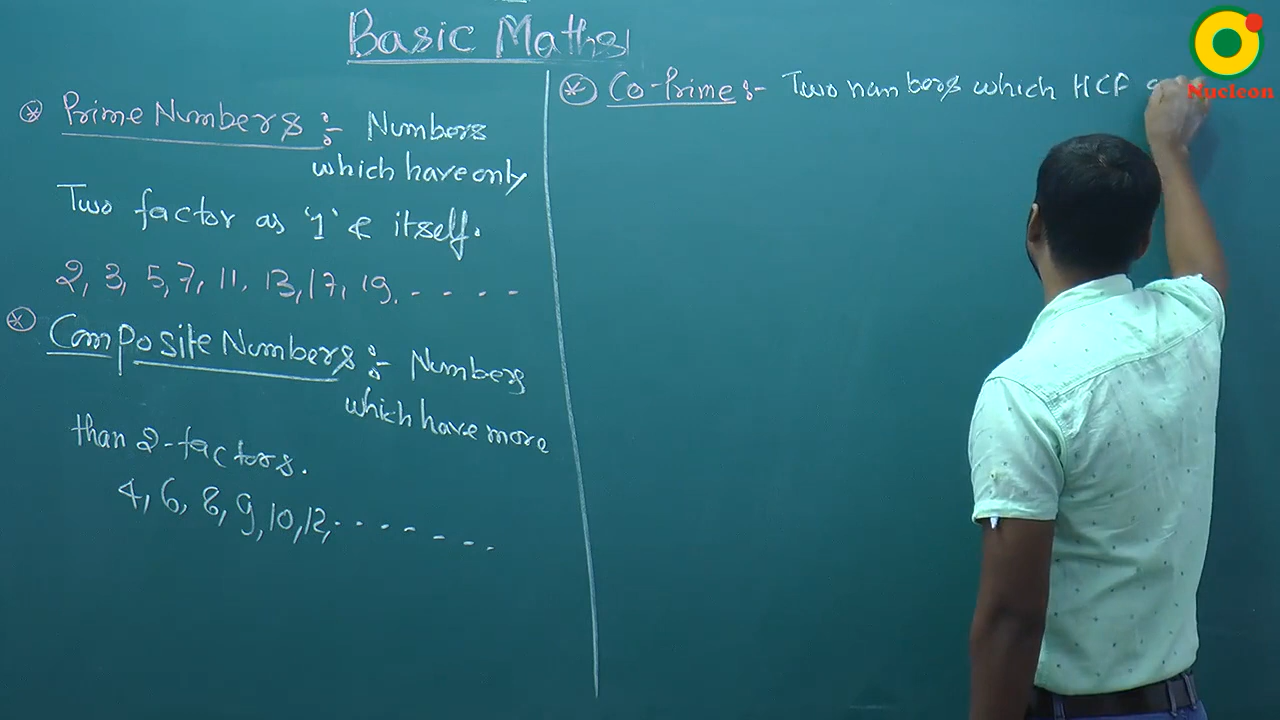 Basic Maths
Prime Numbers :- Numbers
which have only
Two factor as '1' & itself.
2, 3, 5, 7, 11, 13, 17, 19, - - - -
Composite Numbers :- Numbers
which have more
than 2-factors.
4, 6, 8, 9, 10, 12, - - - - - - -
Co-Prime :- Two numbers which HCF
Nucleon